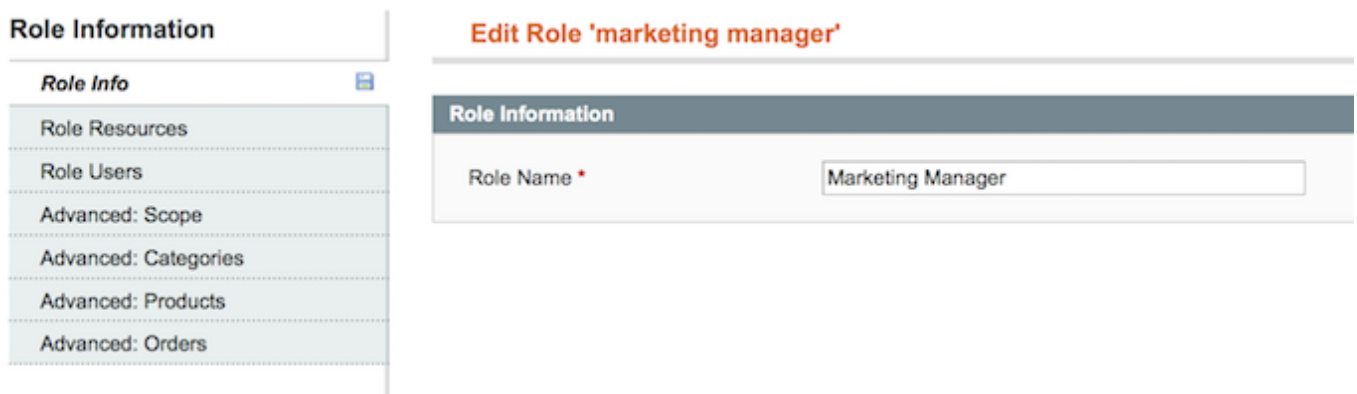 Role Information
Role Info
Role Resources
Role Users
Advanced: Scope
Advanced: Categories
Advanced: Products
Advanced: Orders
Edit Role 'marketing manager'
Role Information
Role Name * Marketing Manager